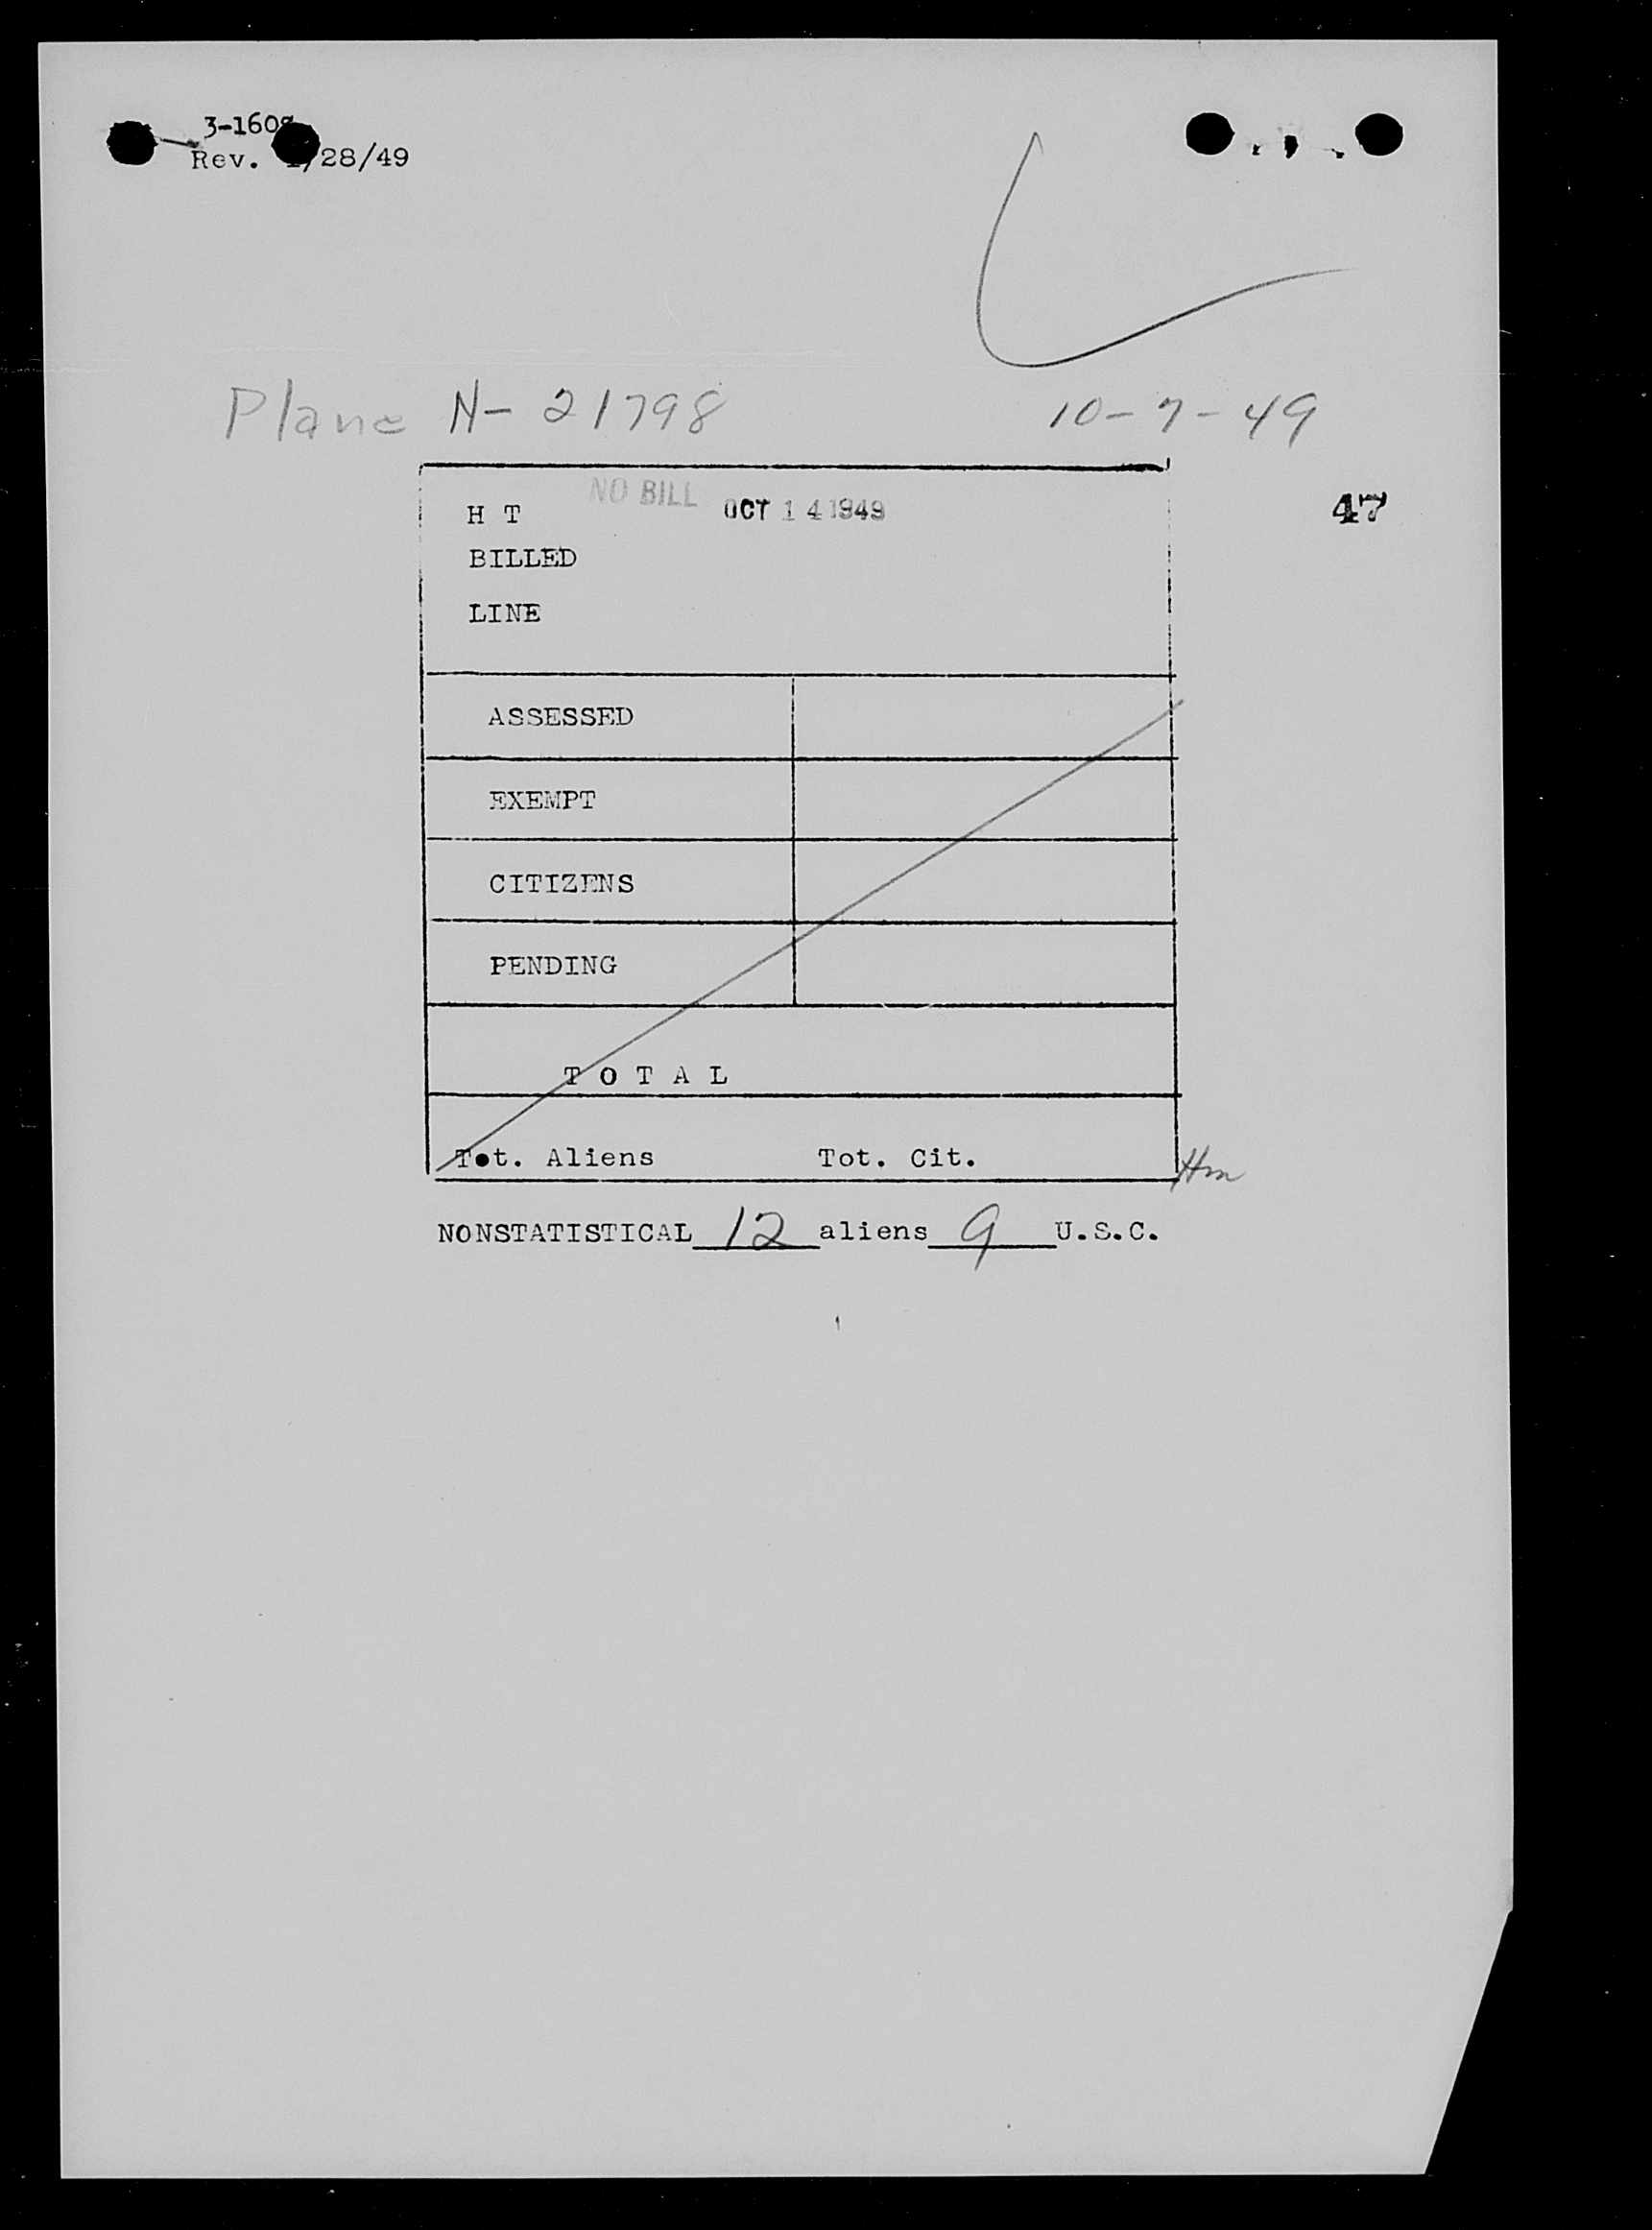 3-160
Rev. /28/49
Plane N-21798 10-7-49
NO BILL OCT 14 1949
H T
47
BILLED
LINE
ASSESSED
EXEMPT
CITIZENS
PENDING
T O T A L
Tot. Aliens Tot. Cit.
NONSTATISTICAL 12 aliens 9 U.S.C.